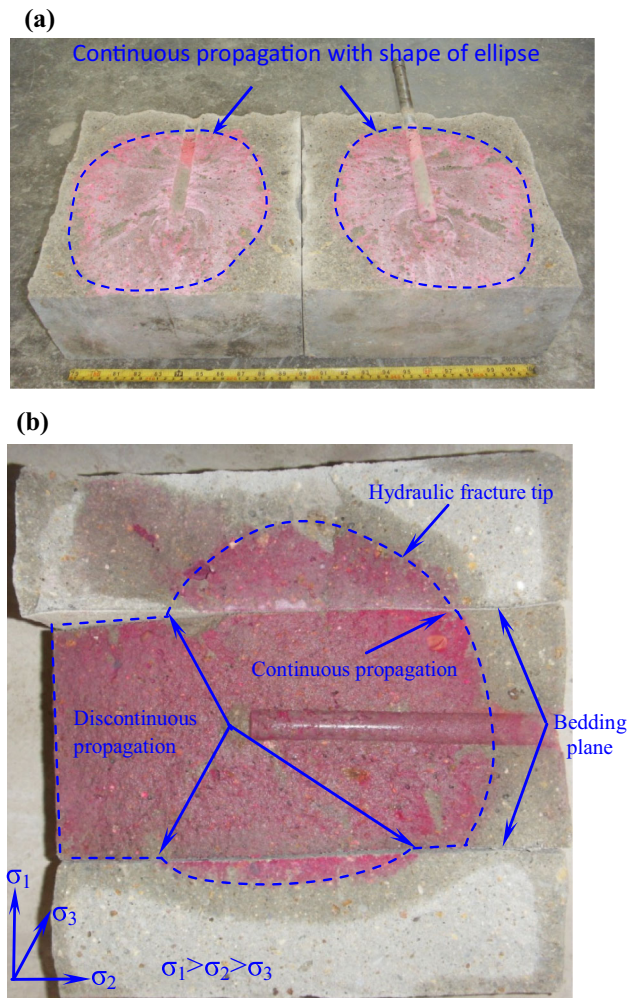 (a)
Continuous propagation with shape of ellipse
(b)
Hydraulic fracture tip
Continuous propagation
Discontinuous
propagation
Bedding
plane
σ1
σ3
σ2
σ1>σ2>σ3